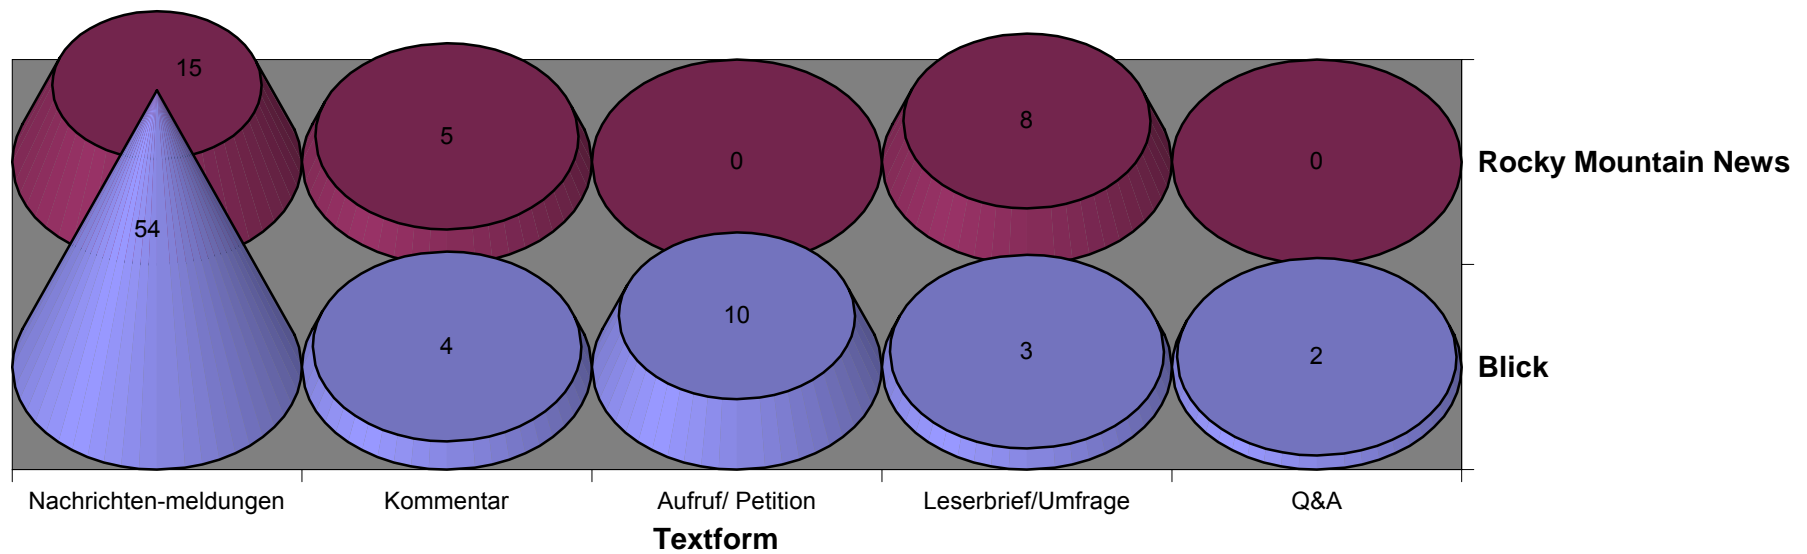 15
5
0
8
0
Rocky Mountain News
54
4
10
3
2
Blick
Nachrichten-meldungen
Kommentar
Aufruf/ Petition
Leserbrief/Umfrage
Q&A
Textform